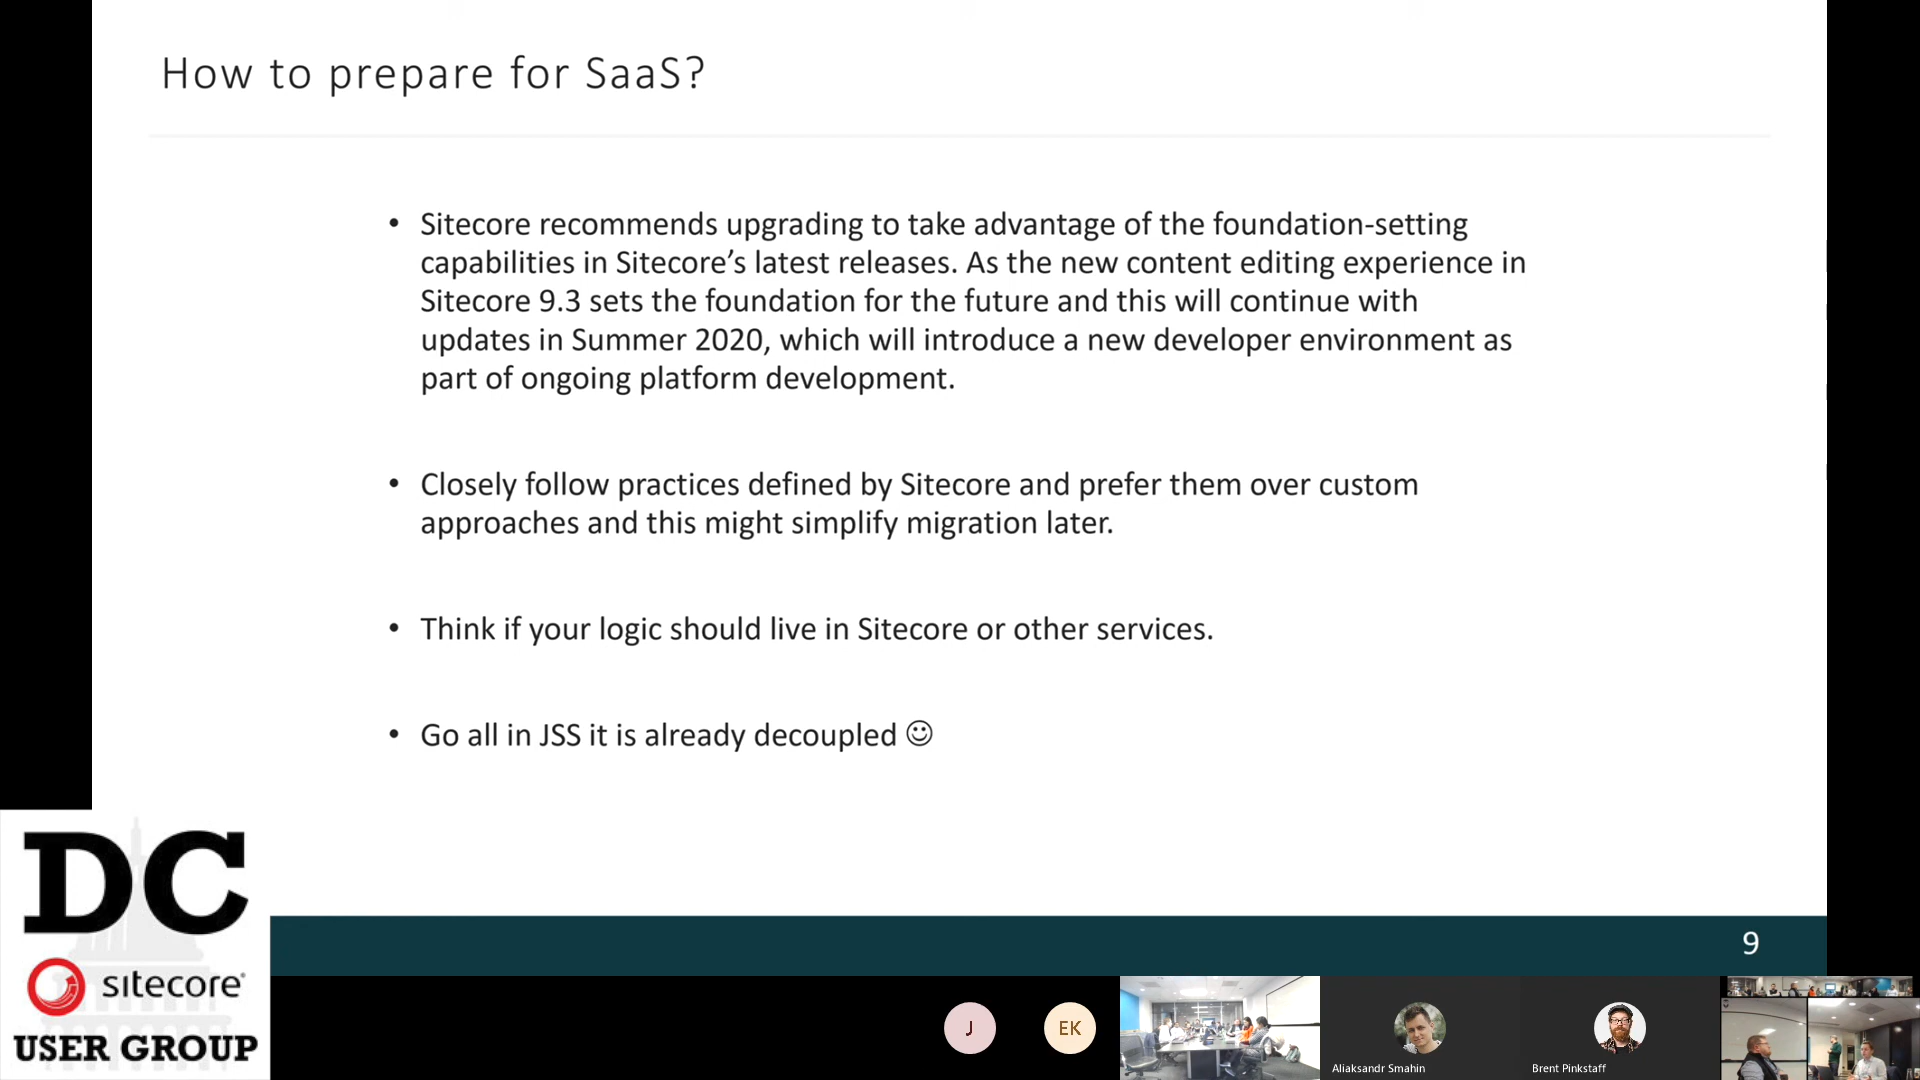 How to prepare for SaaS?
• Sitecore recommends upgrading to take advantage of the foundation-setting
capabilities in Sitecore’s latest releases. As the new content editing experience in
Sitecore 9.3 sets the foundation for the future and this will continue with
updates in Summer 2020, which will introduce a new developer environment as
part of ongoing platform development.
• Closely follow practices defined by Sitecore and prefer them over custom
approaches and this might simplify migration later.
• Think if your logic should live in Sitecore or other services.
• Go all in JSS it is already decoupled ☺
9
DC
sitecore
USER GROUP
J
EK
Aliaksandr Smahin
Brent Pinkstaff